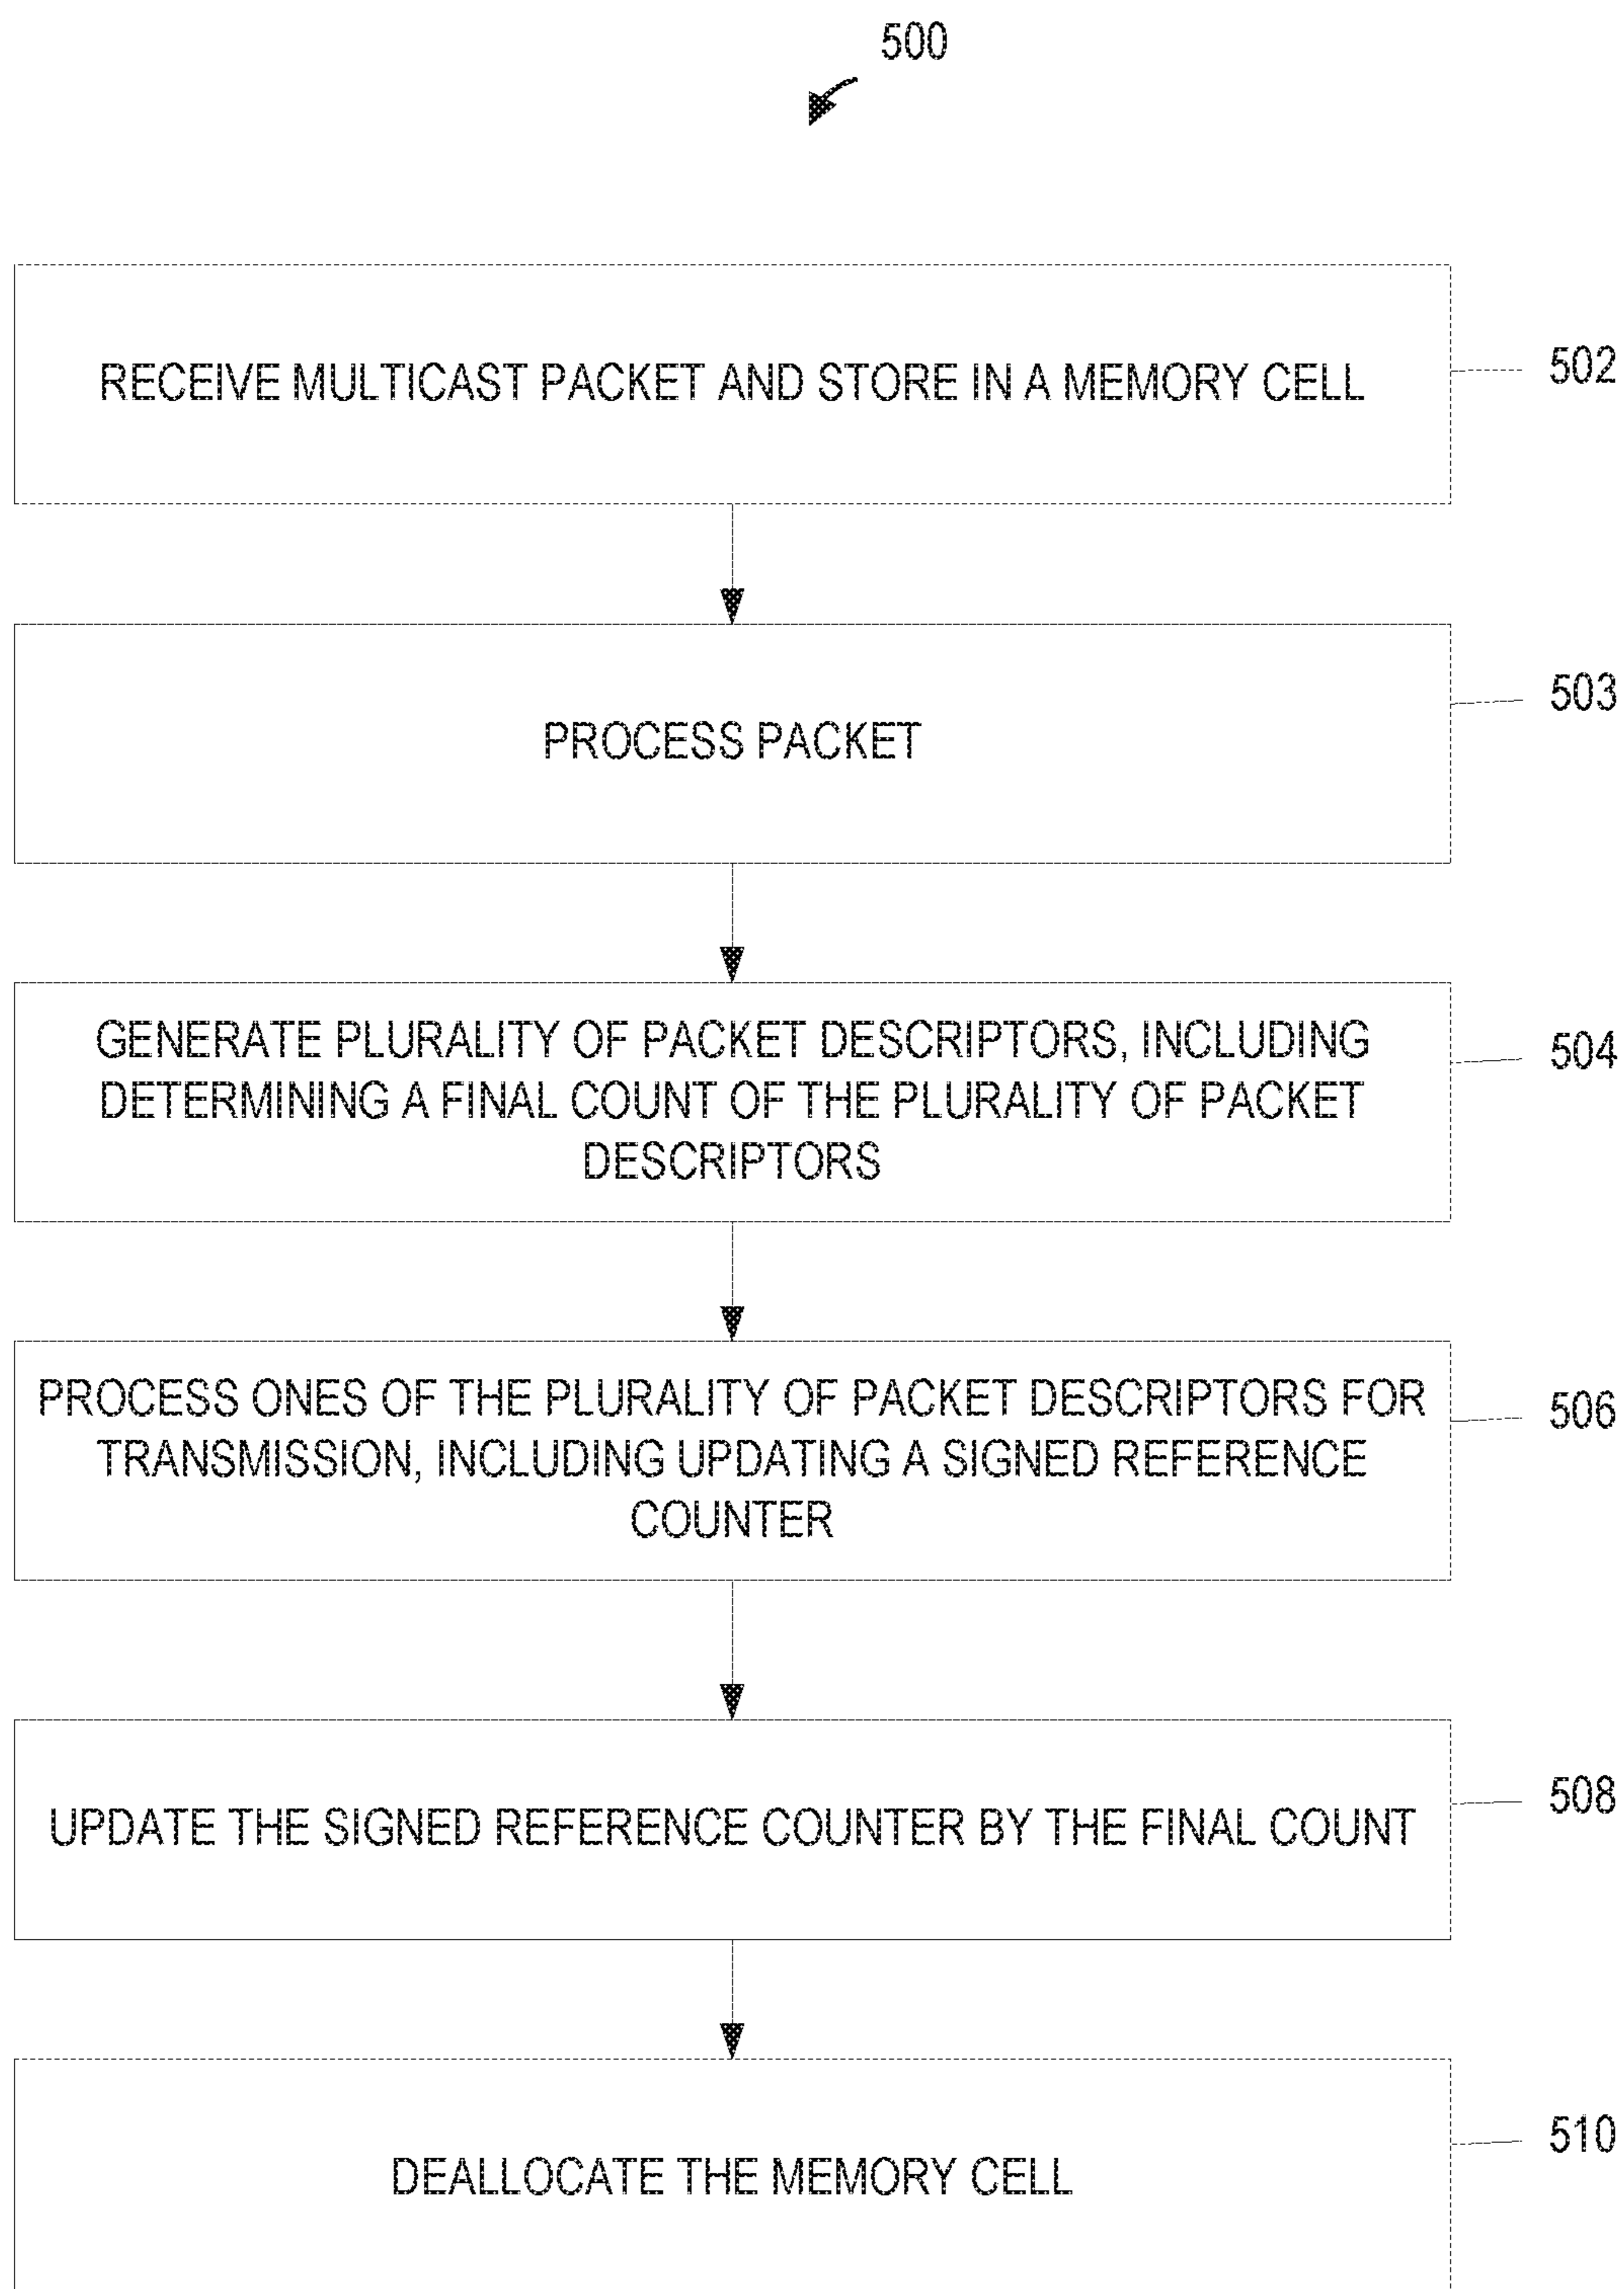 500
RECEIVE MULTICAST PACKET AND STORE IN A MEMORY CELL
502
PROCESS PACKET
503
GENERATE PLURALITY OF PACKET DESCRIPTORS, INCLUDING
DETERMINING A FINAL COUNT OF THE PLURALITY OF PACKET
DESCRIPTORS
504
PROCESS ONES OF THE PLURALITY OF PACKET DESCRIPTORS FOR
TRANSMISSION, INCLUDING UPDATING A SIGNED REFERENCE
COUNTER
506
UPDATE THE SIGNED REFERENCE COUNTER BY THE FINAL COUNT
508
DEALLOCATE THE MEMORY CELL
510